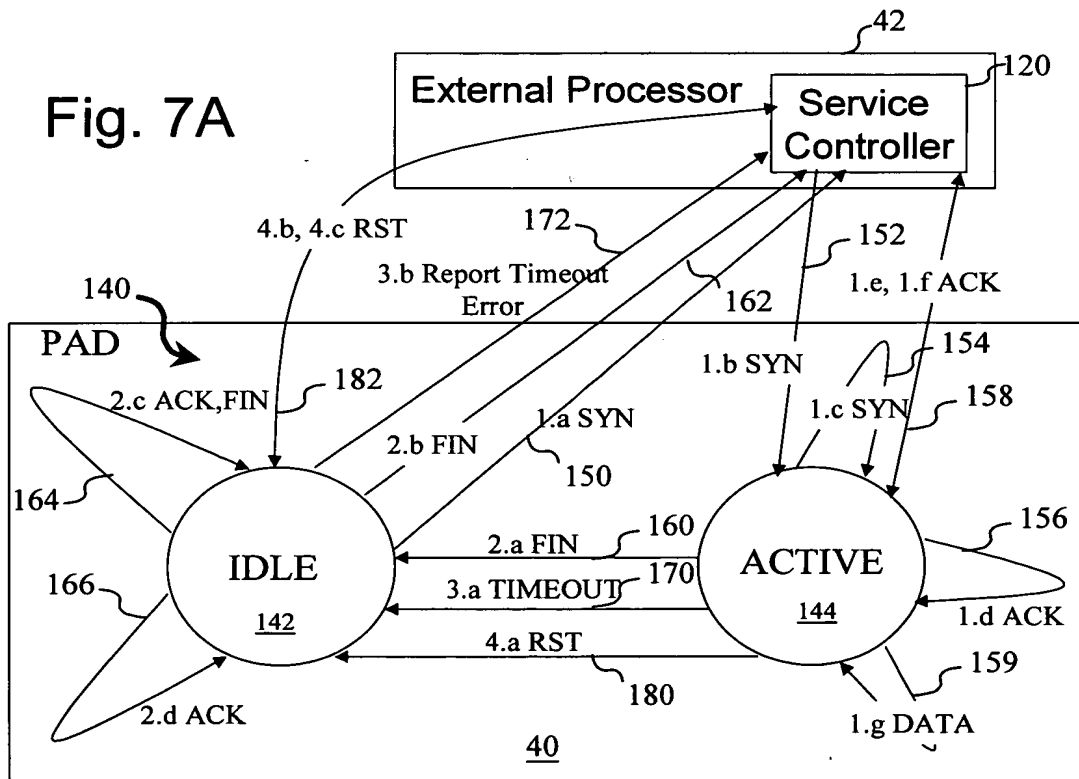 42
120
Fig. 7A
External Processor
Service
Controller
4.b, 4.c RST
172
3.b Report Timeout
Error
162
152
1.e, 1.f ACK
140
PAD
1.b SYN
154
2.c ACK,FIN
182
1.a SYN
1.c SYN
158
2.b FIN
150
164
156
2.a FIN
160
IDLE
ACTIVE
166
3.a TIMEOUT
170
142
144
1.d ACK
4.a RST
159
180
2.d ACK
1.g DATA
40